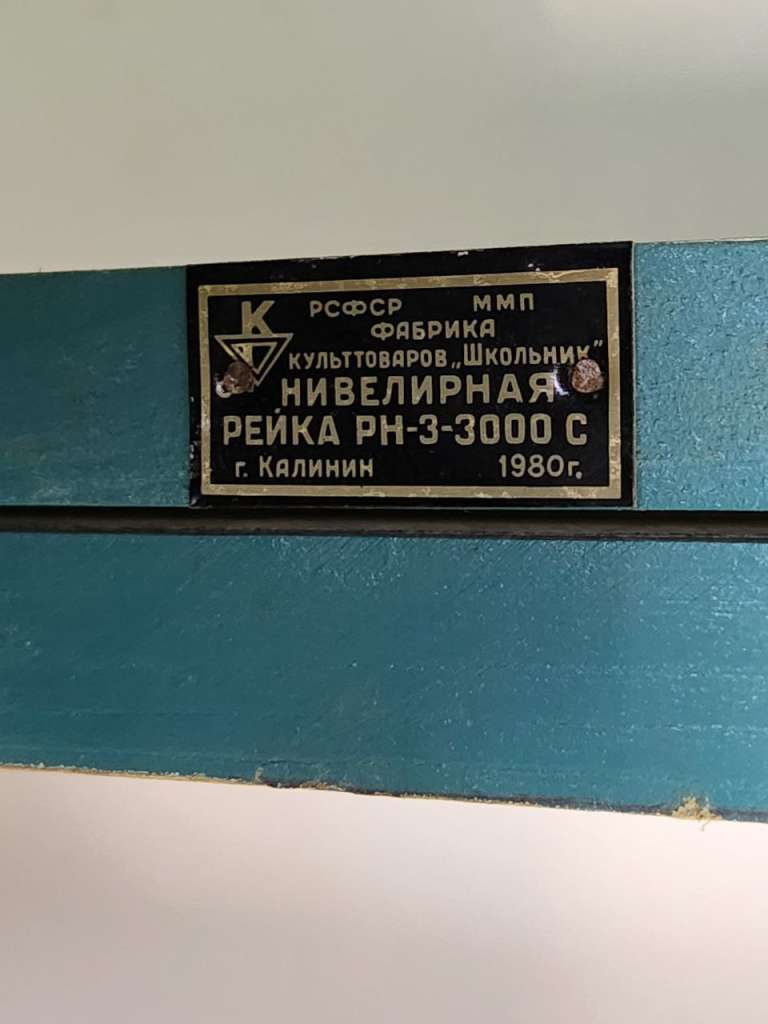 К
РСФСР ММП
ФАБРИКА
КУЛЬТТОВАРОВ „ШКОЛЬНИК”
НИВЕЛИРНАЯ
РЕЙКА РН-3-3000 С
г. КАЛИНИН 1980г.